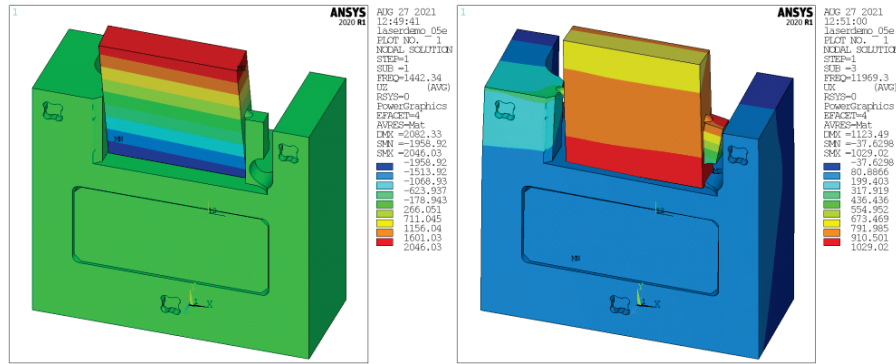 1
ANSYS
2020 R1
AUG 27 2021
12:49:41
laserdemo_05e
PLOT NO. 1
NODAL SOLUTION
STEP=1
SUB =1
FREQ=1442.34
UZ (AVG)
RSYS=0
PowerGraphics
EFACET=4
AVRES=Mat
DMX =2082.33
SMN =-1958.92
SMX =2046.03
-1958.92
-1513.92
-1068.93
-623.937
-178.943
266.051
711.045
1156.04
1601.03
2046.03
MN
X
1
ANSYS
2020 R1
AUG 27 2021
12:51:00
laserdemo_05e
PLOT NO. 1
NODAL SOLUTION
STEP=1
SUB =3
FREQ=11969.3
UX (AVG)
RSYS=0
PowerGraphics
EFACET=4
AVRES=Mat
DMX =1123.49
SMN =-37.6298
SMX =1029.02
-37.6298
80.8866
199.403
317.919
436.436
554.952
673.469
791.985
910.501
1029.02
MN
Y
X